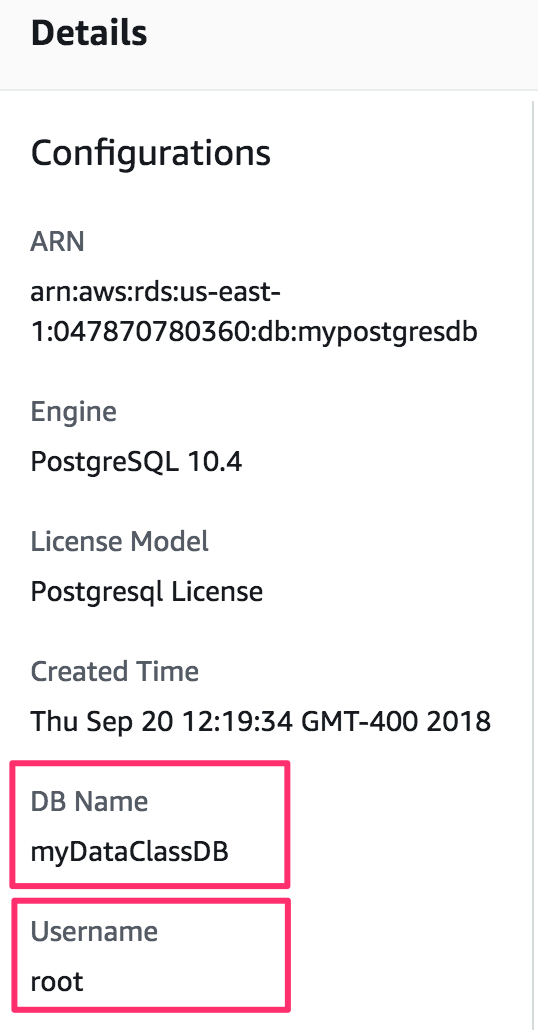 Details
Configurations
ARN
arn:aws:rds:us-east-
1:047870780360:db:mypostgresdb
Engine
PostgreSQL 10.4
License Model
Postgresql License
Created Time
Thu Sep 20 12:19:34 GMT-400 2018
DB Name
myDataClassDB
Username
root